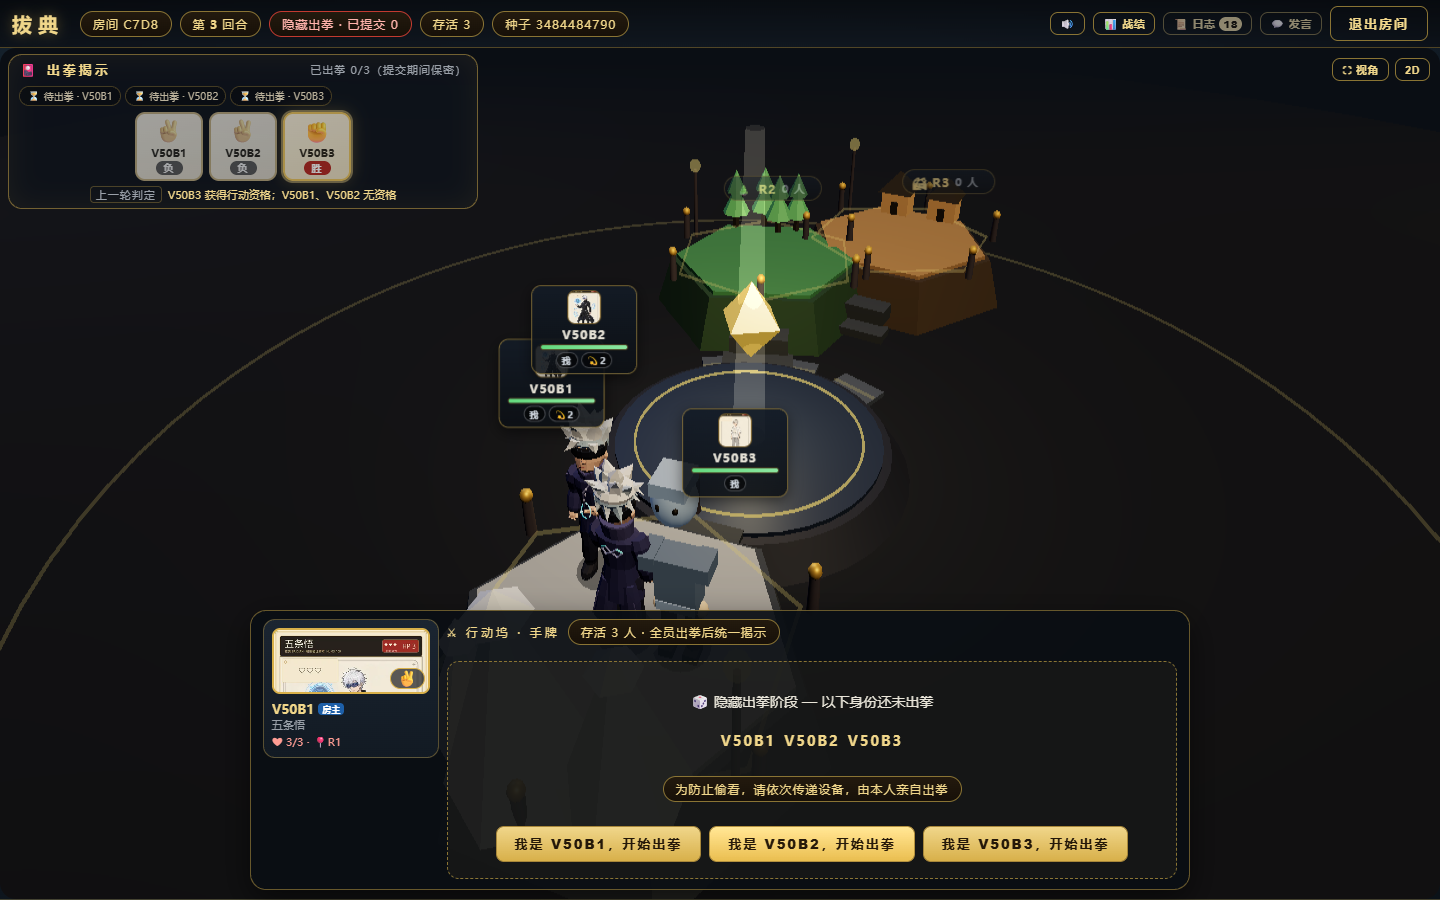 拔典
房间 C7D8
第 3 回合
隐藏出拳 · 已提交 0
存活 3
种子 3484484790
战绩
日志 18
发言
退出房间
出拳揭示
已出拳 0/3（提交期间保密）
待出拳 · V50B1
待出拳 · V50B2
待出拳 · V50B3
V50B1
负
V50B2
负
V50B3
胜
上一轮判定
V50B3 获得行动资格；V50B1、V50B2 无资格
视角
2D
R2 0 人
R3 0 人
V50B2
我
2
V50B1
我
2
V50B3
我
五条悟
V50B1 房主
五条悟
3/3 · R1
行动坞 · 手牌
存活 3 人 · 全员出拳后统一揭示
隐藏出拳阶段 — 以下身份还未出拳
V50B1 V50B2 V50B3
为防止偷看，请依次传递设备，由本人亲自出拳
我是 V50B1，开始出拳
我是 V50B2，开始出拳
我是 V50B3，开始出拳